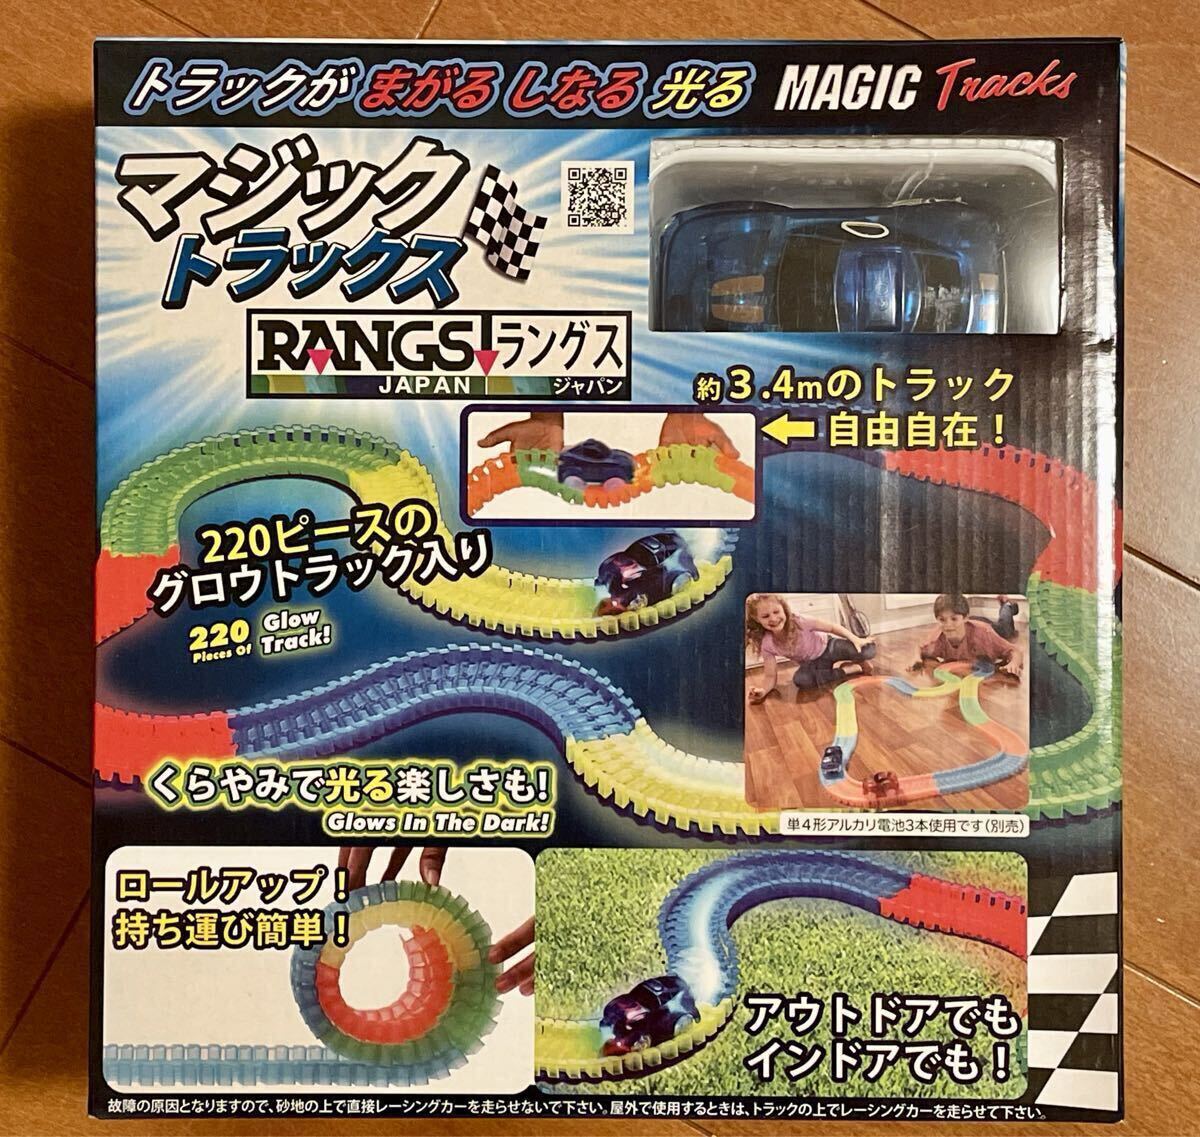 トラックが まがる しなる 光る MAGIC Tracks
マジック
トラックス
RANGS ラングス
JAPAN ジャパン
約3.4mのトラック
自由自在！
220ピースの
グロウトラック入り
220 Glow
Pieces Of Track!
くらやみで光る楽しさも!
Glows In The Dark!
単4形アルカリ電池3本使用です(別売)
ロールアップ！
持ち運び簡単！
アウトドアでも
インドアでも！
故障の原因となりますので、砂地の上で直接レーシングカーを走らせないで下さい。屋外で使用するときは、トラックの上でレーシングカーを走らせて下さい。